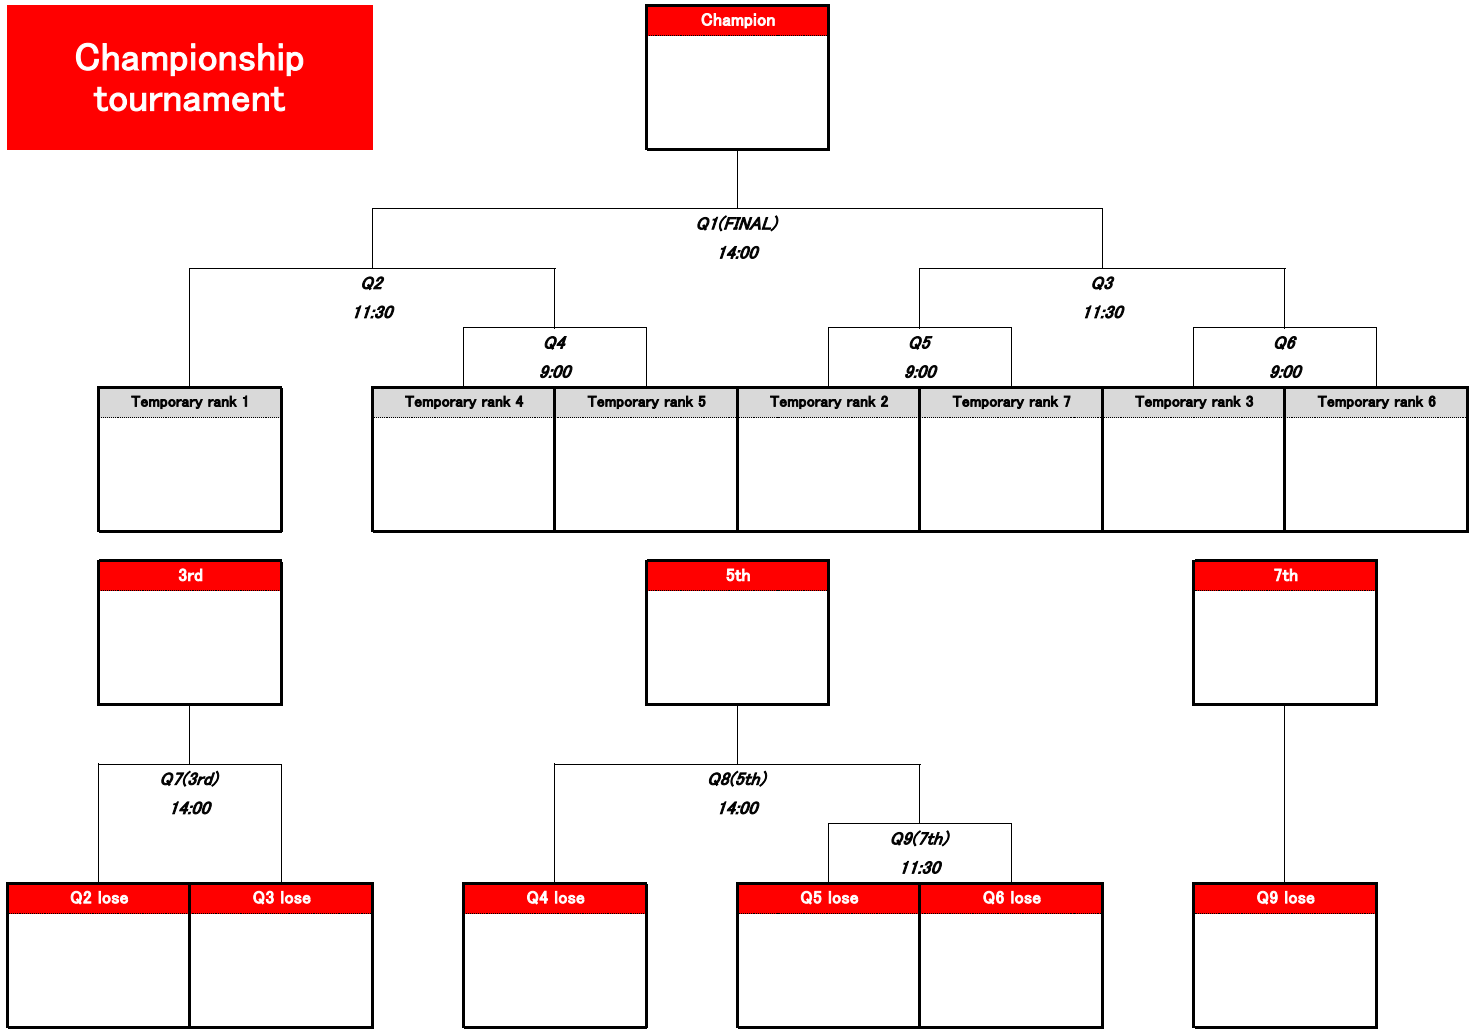 Championship
tournament
Champion
Q1(FINAL)
14:00
Q2
11:30
Q3
11:30
Q4
9:00
Q5
9:00
Q6
9:00
Temporary rank 1
Temporary rank 4
Temporary rank 5
Temporary rank 2
Temporary rank 7
Temporary rank 3
Temporary rank 6
3rd
5th
7th
Q7(3rd)
14:00
Q8(5th)
14:00
Q9(7th)
11:30
Q2 lose
Q3 lose
Q4 lose
Q5 lose
Q6 lose
Q9 lose